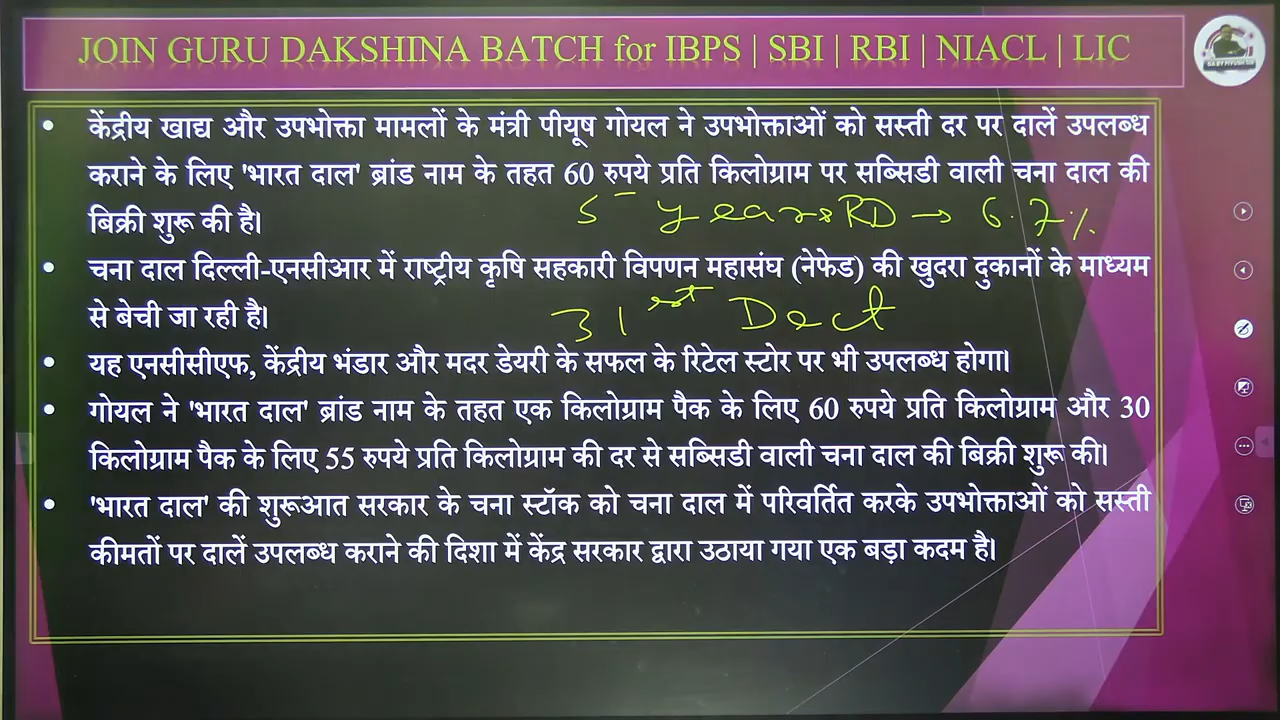 JOIN GURU DAKSHINA BATCH for IBPS | SBI | RBI | NIACL | LIC
• केंद्रीय खाद्य और उपभोक्ता मामलों के मंत्री पीयूष गोयल ने उपभोक्ताओं को सस्ती दर पर दालें उपलब्ध
कराने के लिए 'भारत दाल' ब्रांड नाम के तहत 60 रुपये प्रति किलोग्राम पर सब्सिडी वाली चना दाल की
बिक्री शुरू की है।
5 years RD → 6.7%
• चना दाल दिल्ली-एनसीआर में राष्ट्रीय कृषि सहकारी विपणन महासंघ (नेफेड) की खुदरा दुकानों के माध्यम
से बेची जा रही है।
31st Dect
• यह एनसीसीएफ, केंद्रीय भंडार और मदर डेयरी के सफल के रिटेल स्टोर पर भी उपलब्ध होगा।
• गोयल ने 'भारत दाल' ब्रांड नाम के तहत एक किलोग्राम पैक के लिए 60 रुपये प्रति किलोग्राम और 30
किलोग्राम पैक के लिए 55 रुपये प्रति किलोग्राम की दर से सब्सिडी वाली चना दाल की बिक्री शुरू की।
• 'भारत दाल' की शुरूआत सरकार के चना स्टॉक को चना दाल में परिवर्तित करके उपभोक्ताओं को सस्ती
कीमतों पर दालें उपलब्ध कराने की दिशा में केंद्र सरकार द्वारा उठाया गया एक बड़ा कदम है।